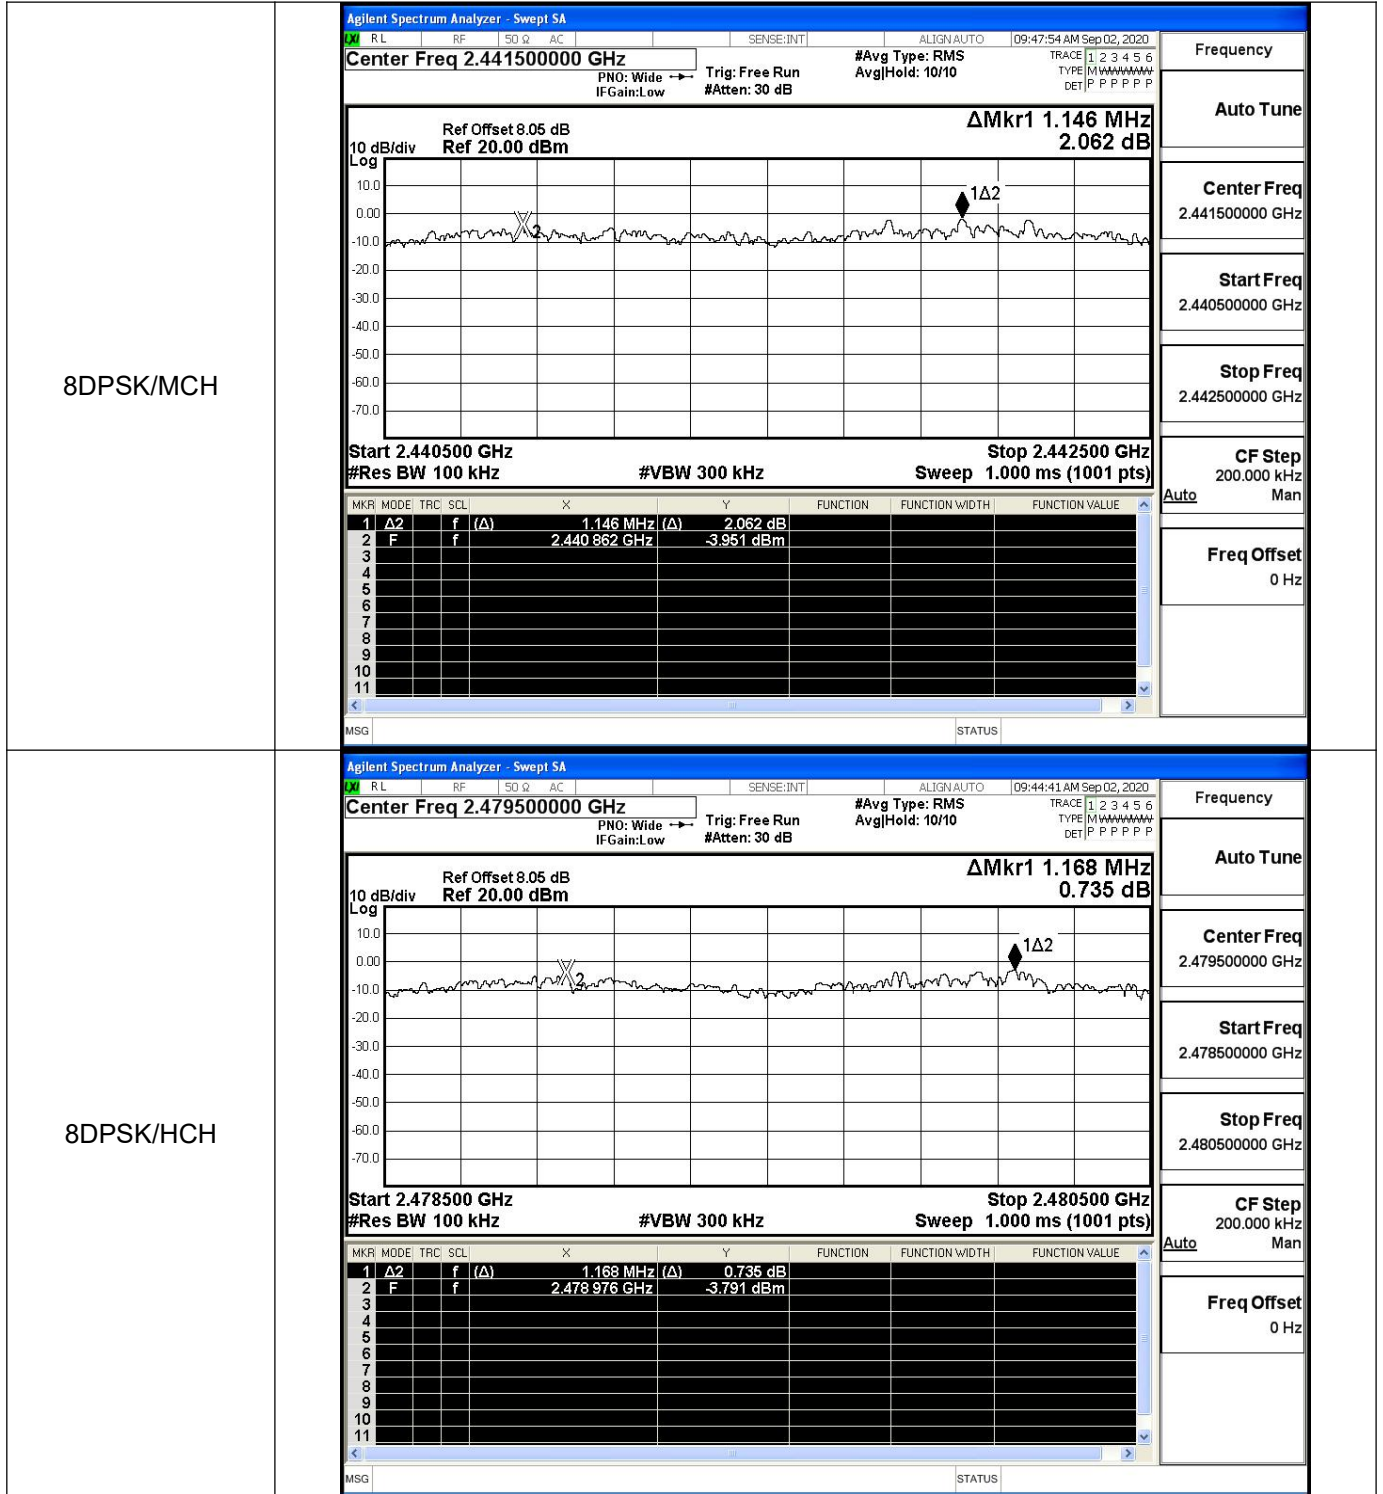 8DPSK/MCH
Agilent Spectrum Analyzer - Swept SA
LXI RL RF 50 Ω AC SENSE:INT ALIGN AUTO 09:47:54 AM Sep 02, 2020
Center Freq 2.441500000 GHz
PNO: Wide
IFGain:Low
Trig: Free Run
#Atten: 30 dB
#Avg Type: RMS
Avg|Hold: 10/10
TRACE 1 2 3 4 5 6
TYPE M
DET P P P P P P
Ref Offset 8.05 dB
10 dB/div Ref 20.00 dBm
Log
ΔMkr1 1.146 MHz
2.062 dB
10.0
0.00
-10.0
-20.0
-30.0
-40.0
-50.0
-60.0
-70.0
1Δ2
2
Start 2.440500 GHz Stop 2.442500 GHz
#Res BW 100 kHz #VBW 300 kHz Sweep 1.000 ms (1001 pts)
MKR MODE TRC SCL X Y FUNCTION FUNCTION WIDTH FUNCTION VALUE
1 Δ2 f (Δ) 1.146 MHz (Δ) 2.062 dB
2 F f 2.440 862 GHz -3.951 dBm
3
4
5
6
7
8
9
10
11
MSG STATUS
Frequency
Auto Tune
Center Freq
2.441500000 GHz
Start Freq
2.440500000 GHz
Stop Freq
2.442500000 GHz
CF Step
200.000 kHz
Auto Man
Freq Offset
0 Hz
8DPSK/HCH
Agilent Spectrum Analyzer - Swept SA
LXI RL RF 50 Ω AC SENSE:INT ALIGN AUTO 09:44:41 AM Sep 02, 2020
Center Freq 2.479500000 GHz
PNO: Wide
IFGain:Low
Trig: Free Run
#Atten: 30 dB
#Avg Type: RMS
Avg|Hold: 10/10
TRACE 1 2 3 4 5 6
TYPE M
DET P P P P P P
Ref Offset 8.05 dB
10 dB/div Ref 20.00 dBm
Log
ΔMkr1 1.168 MHz
0.735 dB
10.0
0.00
-10.0
-20.0
-30.0
-40.0
-50.0
-60.0
-70.0
1Δ2
2
Start 2.478500 GHz Stop 2.480500 GHz
#Res BW 100 kHz #VBW 300 kHz Sweep 1.000 ms (1001 pts)
MKR MODE TRC SCL X Y FUNCTION FUNCTION WIDTH FUNCTION VALUE
1 Δ2 f (Δ) 1.168 MHz (Δ) 0.735 dB
2 F f 2.478 976 GHz -3.791 dBm
3
4
5
6
7
8
9
10
11
MSG STATUS
Frequency
Auto Tune
Center Freq
2.479500000 GHz
Start Freq
2.478500000 GHz
Stop Freq
2.480500000 GHz
CF Step
200.000 kHz
Auto Man
Freq Offset
0 Hz